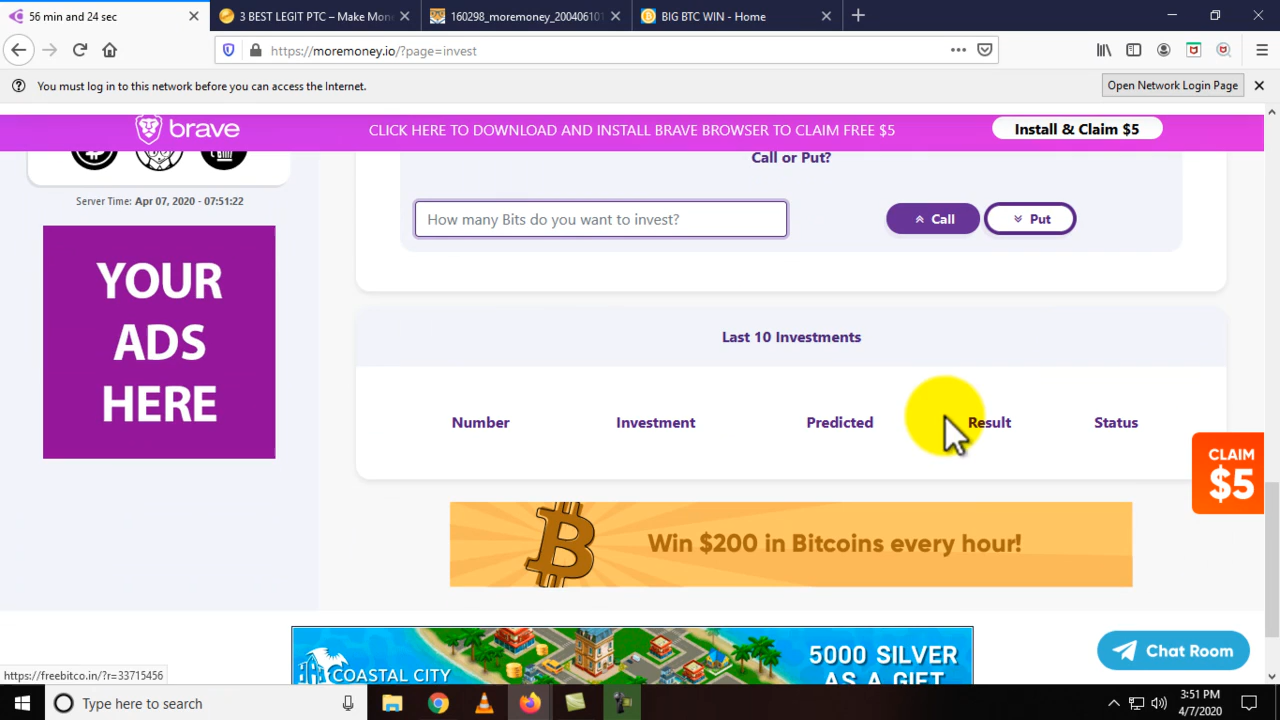 56 min and 24 sec
3 BEST LEGIT PTC – Make Mon
160298_moremoney_200406101
BIG BTC WIN - Home
https://moremoney.io/?page=invest
You must log in to this network before you can access the Internet.
Open Network Login Page
brave
CLICK HERE TO DOWNLOAD AND INSTALL BRAVE BROWSER TO CLAIM FREE $5
Install & Claim $5
Call or Put?
Server Time: Apr 07, 2020 - 07:51:22
How many Bits do you want to invest?
Call
Put
YOUR
ADS
HERE
Last 10 Investments
Number Investment Predicted Result Status
CLAIM
$5
Win $200 in Bitcoins every hour!
COASTAL CITY
5000 SILVER
AS A GIFT
Chat Room
https://freebitco.in/?r=33715456
Type here to search
3:51 PM
4/7/2020